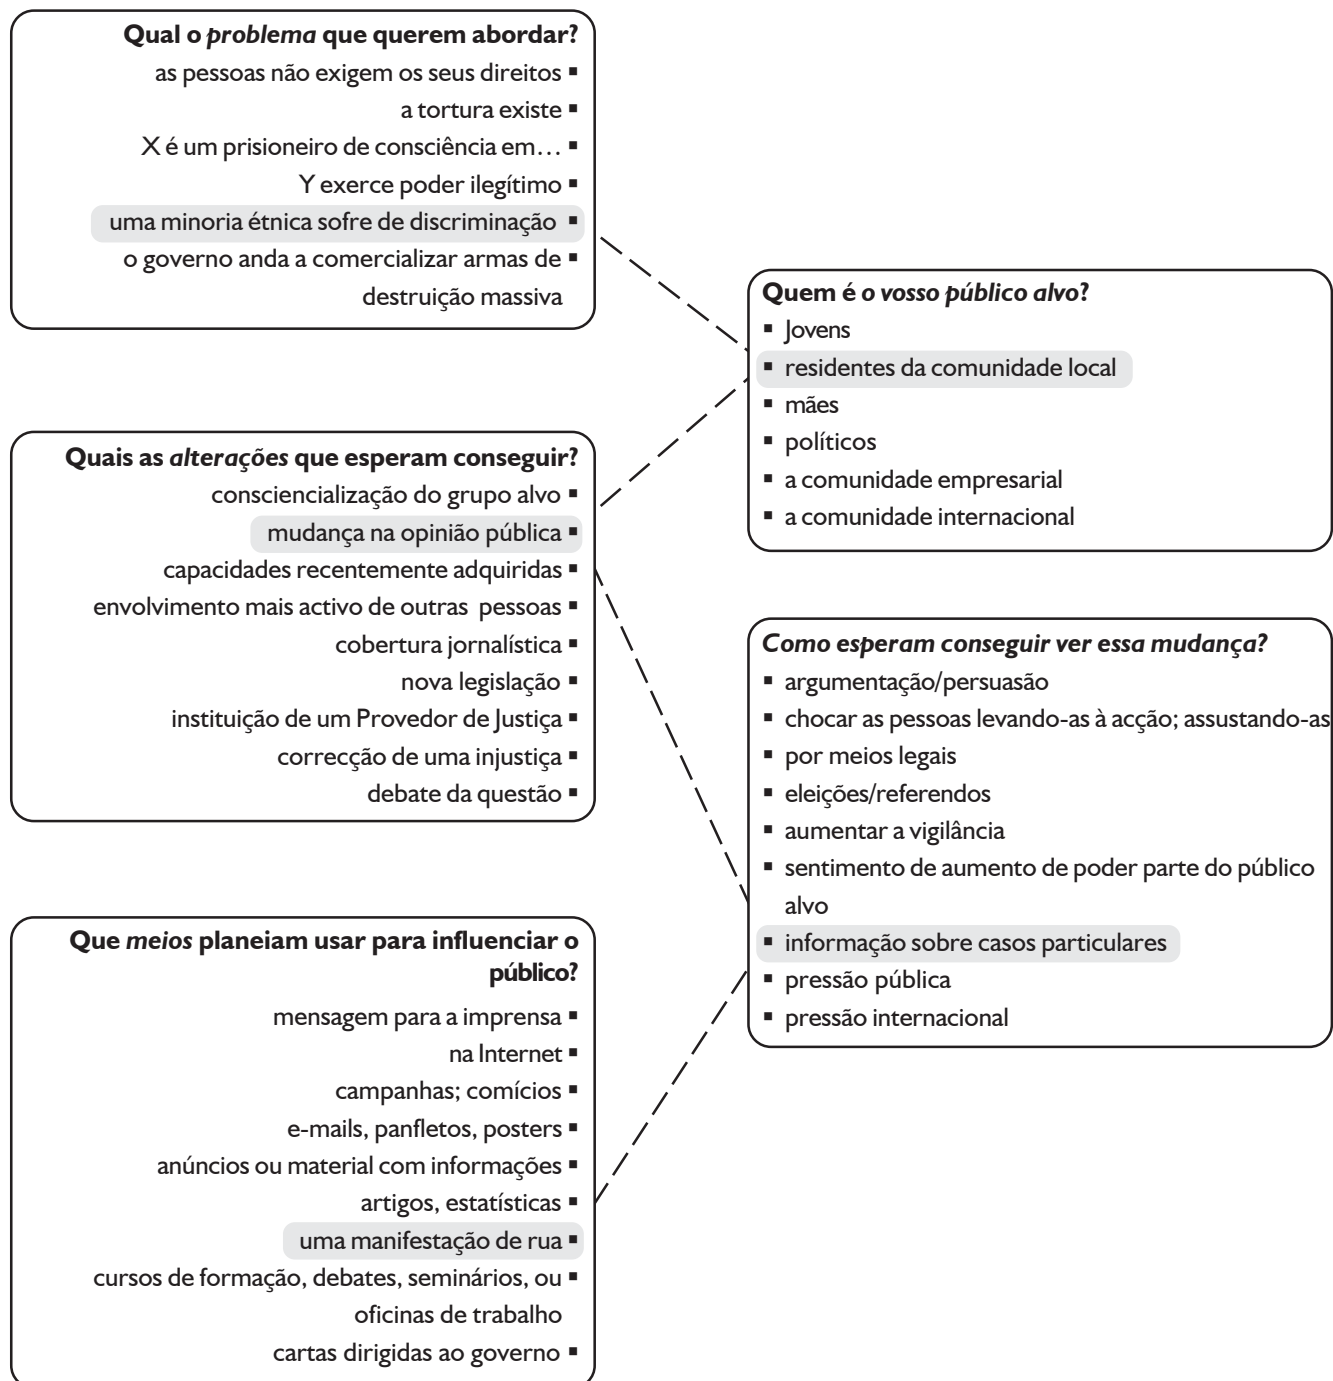 Qual o problema que querem abordar?
as pessoas não exigem os seus direitos ▪
a tortura existe ▪
X é um prisioneiro de consciência em… ▪
Y exerce poder ilegítimo ▪
uma minoria étnica sofre de discriminação ▪
o governo anda a comercializar armas de ▪
destruição massiva
Quem é o vosso público alvo?
▪ Jovens
▪ residentes da comunidade local
▪ mães
▪ políticos
▪ a comunidade empresarial
▪ a comunidade internacional
Quais as alterações que esperam conseguir?
consciencialização do grupo alvo ▪
mudança na opinião pública ▪
capacidades recentemente adquiridas ▪
envolvimento mais activo de outras pessoas ▪
cobertura jornalística ▪
nova legislação ▪
instituição de um Provedor de Justiça ▪
correcção de uma injustiça ▪
debate da questão ▪
Como esperam conseguir ver essa mudança?
▪ argumentação/persuasão
▪ chocar as pessoas levando-as à acção; assustando-as
▪ por meios legais
▪ eleições/referendos
▪ aumentar a vigilância
▪ sentimento de aumento de poder parte do público
alvo
▪ informação sobre casos particulares
▪ pressão pública
▪ pressão internacional
Que meios planeiam usar para influenciar o
público?
mensagem para a imprensa ▪
na Internet ▪
campanhas; comícios ▪
e-mails, panfletos, posters ▪
anúncios ou material com informações ▪
artigos, estatísticas ▪
uma manifestação de rua ▪
cursos de formação, debates, seminários, ou ▪
oficinas de trabalho
cartas dirigidas ao governo ▪